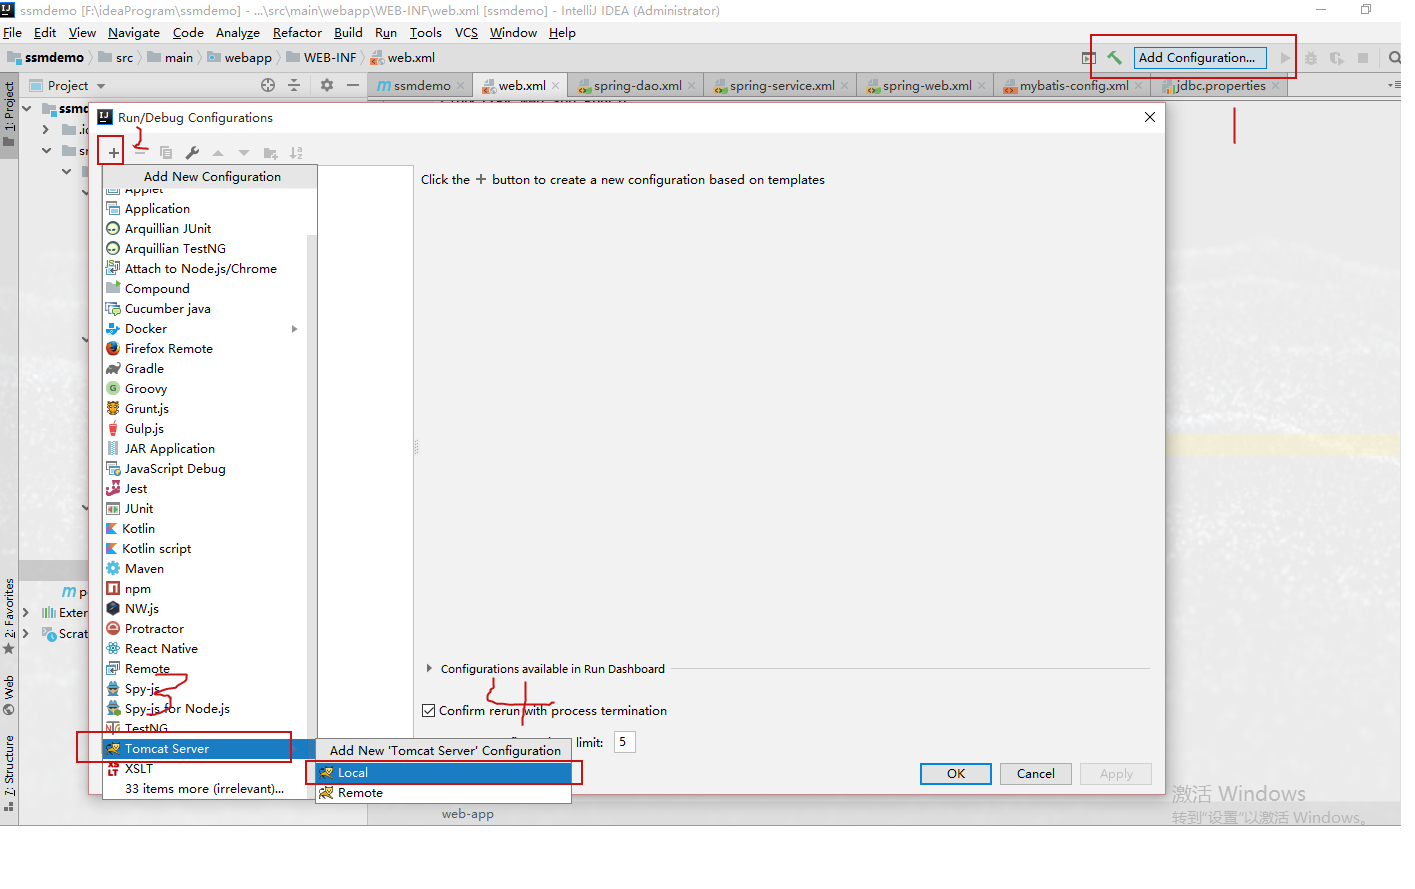 ssmdemo [F:\ideaProgram\ssmdemo] - ...\src\main\webapp\WEB-INF\web.xml [ssmdemo] - IntelliJ IDEA (Administrator)
File Edit View Navigate Code Analyze Refactor Build Run Tools VCS Window Help
ssmdemo src main webapp WEB-INF web.xml
Add Configuration...
Project
ssmdemo web.xml spring-dao.xml spring-service.xml spring-web.xml mybatis-config.xml jdbc.properties
1: Project
2: Favorites
Web
7: Structure
Exter
Scrat
Run/Debug Configurations
1
2
3
4
Add New Configuration
Applet
Application
Arquillian JUnit
Arquillian TestNG
Attach to Node.js/Chrome
Compound
Cucumber java
Docker
Firefox Remote
Gradle
Groovy
Grunt.js
Gulp.js
JAR Application
JavaScript Debug
Jest
JUnit
Kotlin
Kotlin script
Maven
npm
NW.js
Protractor
React Native
Remote
Spy-js
Spy-js for Node.js
TestNG
Tomcat Server
XSLT
33 items more (irrelevant)...
Click the + button to create a new configuration based on templates
Configurations available in Run Dashboard
Confirm rerun with process termination
limit: 5
Add New 'Tomcat Server' Configuration
Local
Remote
OK Cancel Apply
web-app
激活 Windows
转到"设置"以激活 Windows。